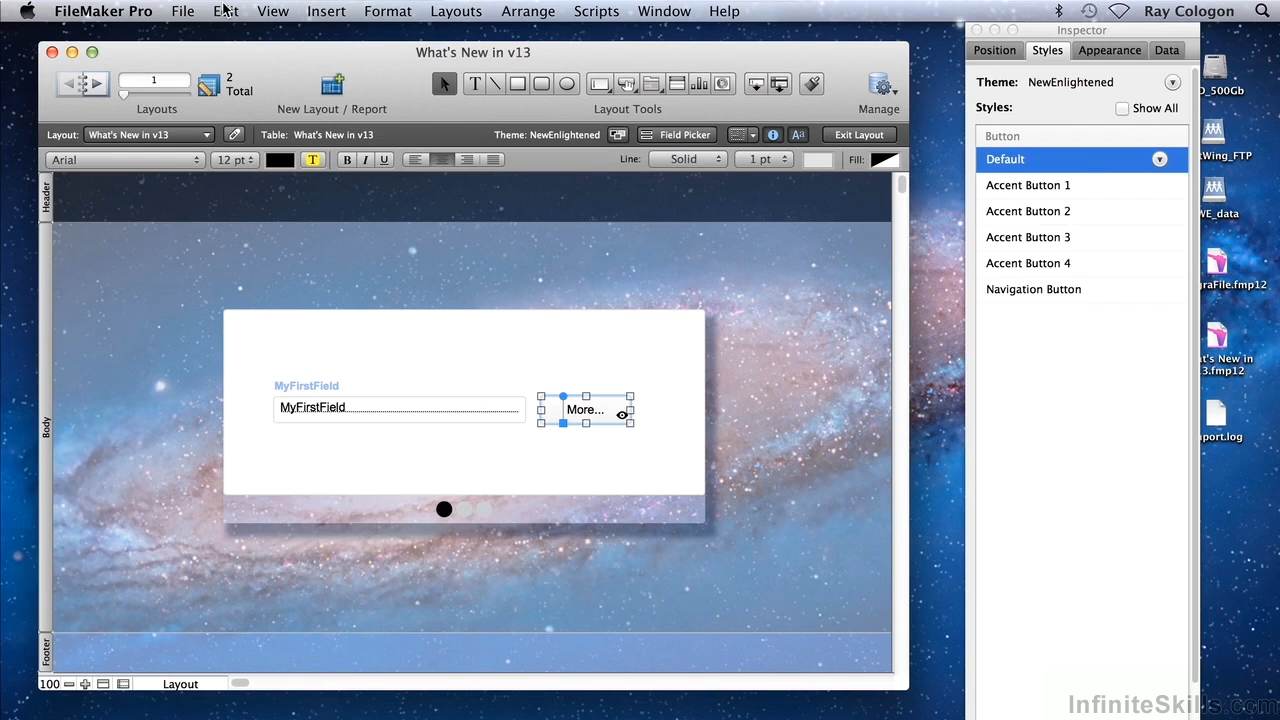 FileMaker Pro File Edit View Insert Format Layouts Arrange Scripts Window Help Ray Cologon
What's New in v13
Inspector
Position Styles Appearance Data
1
2
Total
Layouts New Layout / Report Layout Tools Manage
Theme: NewEnlightened
Styles: Show All
Layout: What's New in v13 Table: What's New in v13 Theme: NewEnlightened Field Picker Aa Exit Layout
Arial 12 pt T B I U Line: Solid 1 pt Fill:
Button
Default
Accent Button 1
Accent Button 2
Accent Button 3
Accent Button 4
Navigation Button
Header
Body
Footer
MyFirstField
MyFirstField
More...
100 Layout
D_500Gb
tWing_FTP
WE_data
graFile.fmp12
at's New in
13.fmp12
port.log
InfiniteSkills.com